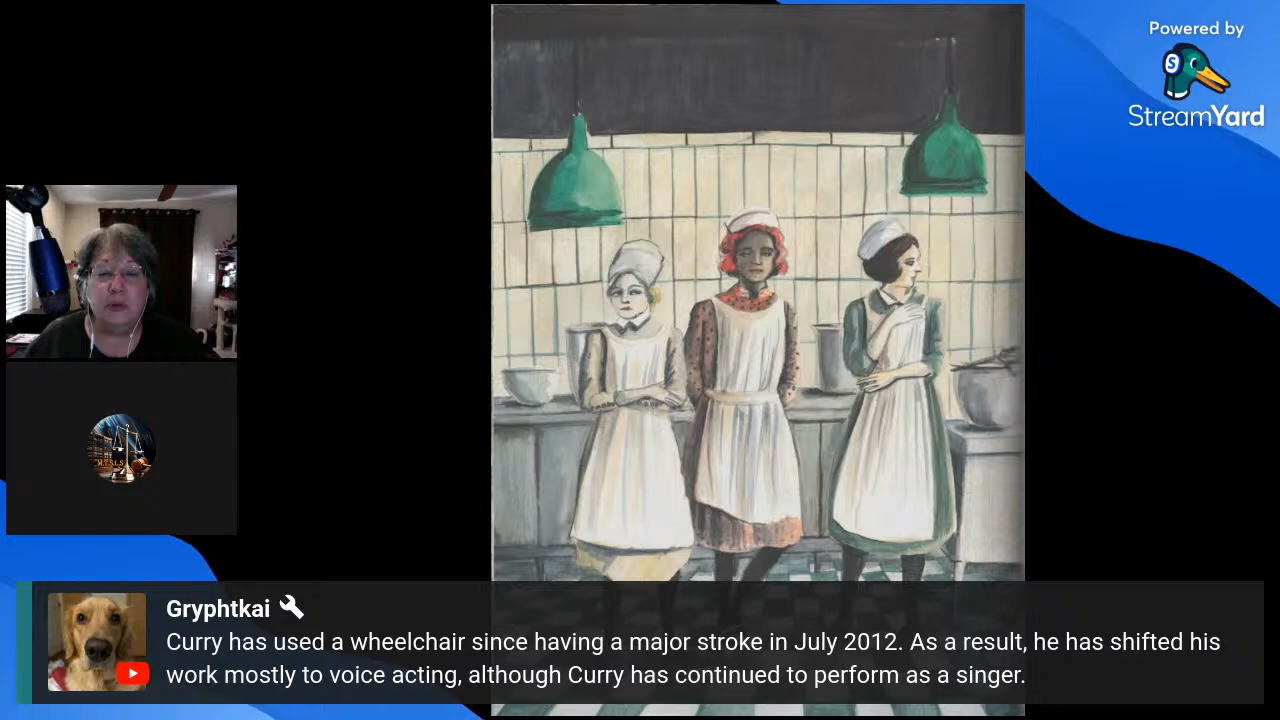 Powered by
S
StreamYard
M.T.S.L.S
Gryphtkai
Curry has used a wheelchair since having a major stroke in July 2012. As a result, he has shifted his
work mostly to voice acting, although Curry has continued to perform as a singer.